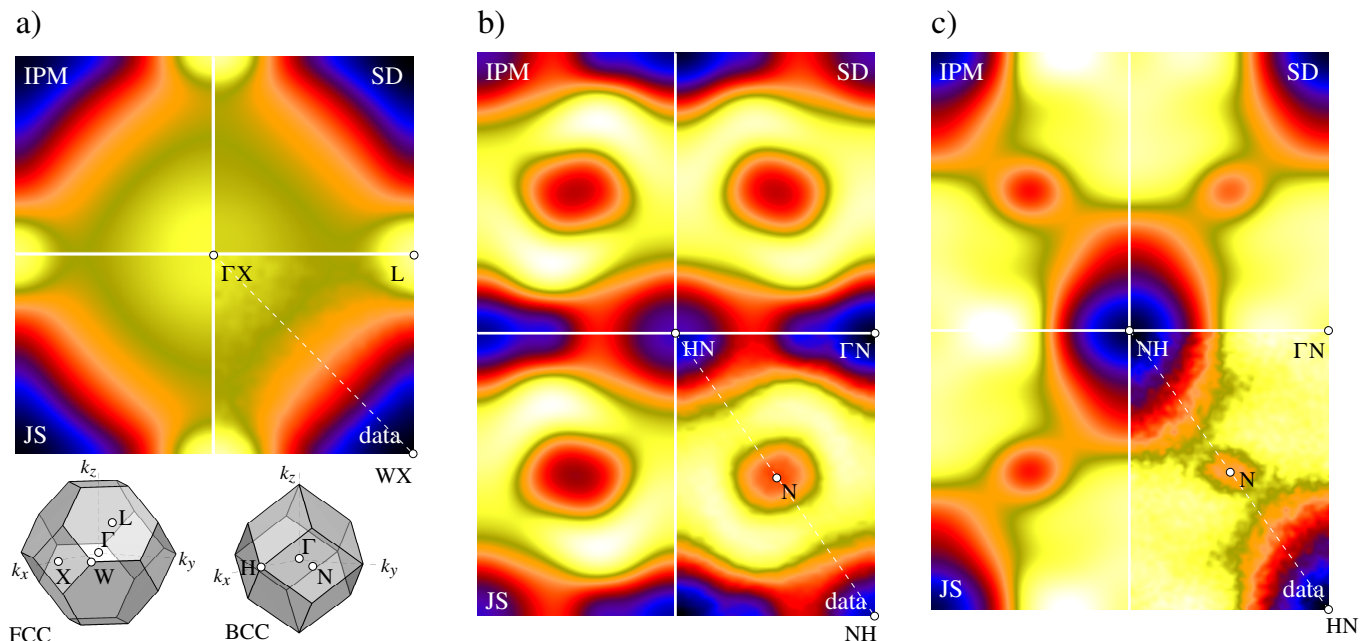 a)
b)
c)
IPM SD
JS data
ΓX
L
WX
IPM SD
JS data
HN
ΓN
N
NH
IPM SD
JS data
NH
ΓN
N
HN
kz
L
Γ
X W
kx ky
FCC
kz
Γ
H N
kx ky
BCC